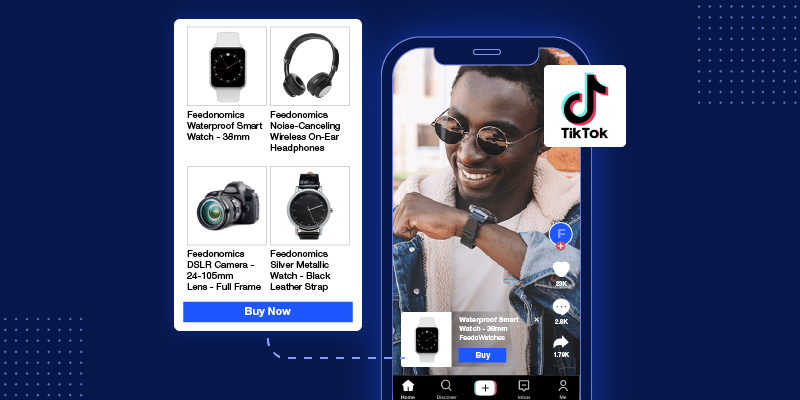 Feedonomics
Waterproof Smart
Watch - 38mm
Feedonomics
Noise-Canceling
Wireless On-Ear
Headphones
Feedonomics
DSLR Camera -
24-105mm
Lens - Full Frame
Feedonomics
Silver Metallic
Watch - Black
Leather Strap
Buy Now
TikTok
F
23K
2.8K
1.79K
Waterproof Smart
Watch - 38mm
FeedoWatches
Buy
Home
Discover
Inbox
Me